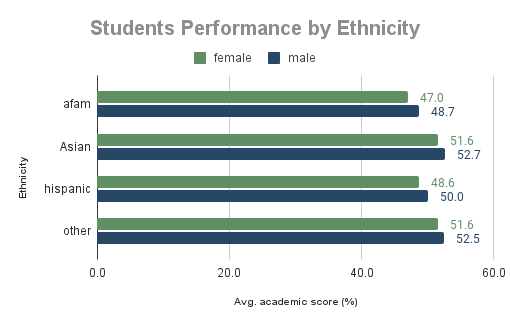 Students Performance by Ethnicity
female male
afam 47.0
48.7
Asian 51.6
52.7
hispanic 48.6
50.0
other 51.6
52.5
Ethnicity
0.0 20.0 40.0 60.0
Avg. academic score (%)